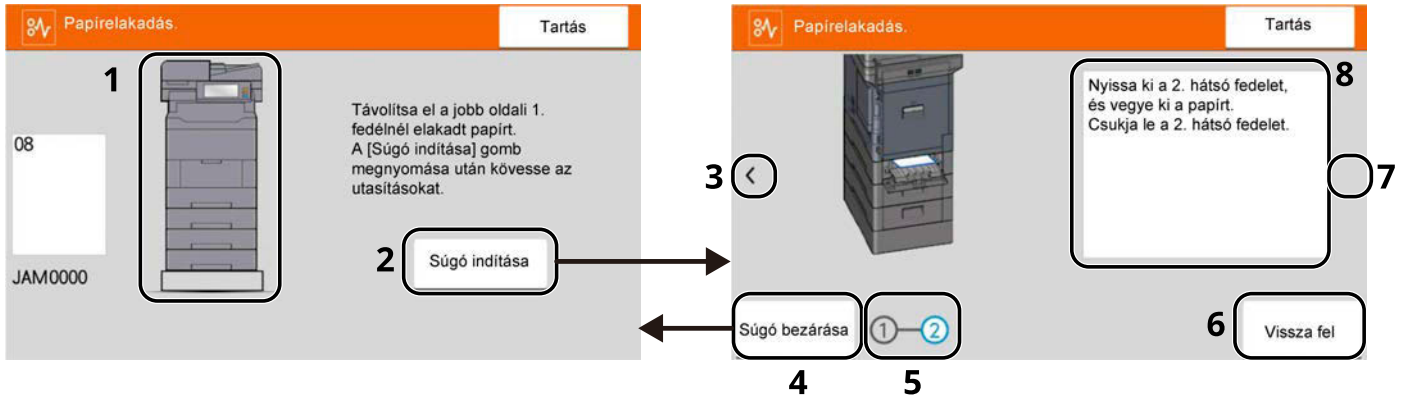 Papírelakadás.
Tartás
1
08
JAM0000
Távolítsa el a jobb oldali 1.
fedélnél elakadt papírt.
A [Súgó indítása] gomb
megnyomása után kövesse az
utasításokat.
2
Súgó indítása
Papírelakadás.
Tartás
3
8
Nyissa ki a 2. hátsó fedelet,
és vegye ki a papírt.
Csukja le a 2. hátsó fedelet.
7
Súgó bezárása
1
2
6
Vissza fel
4
5